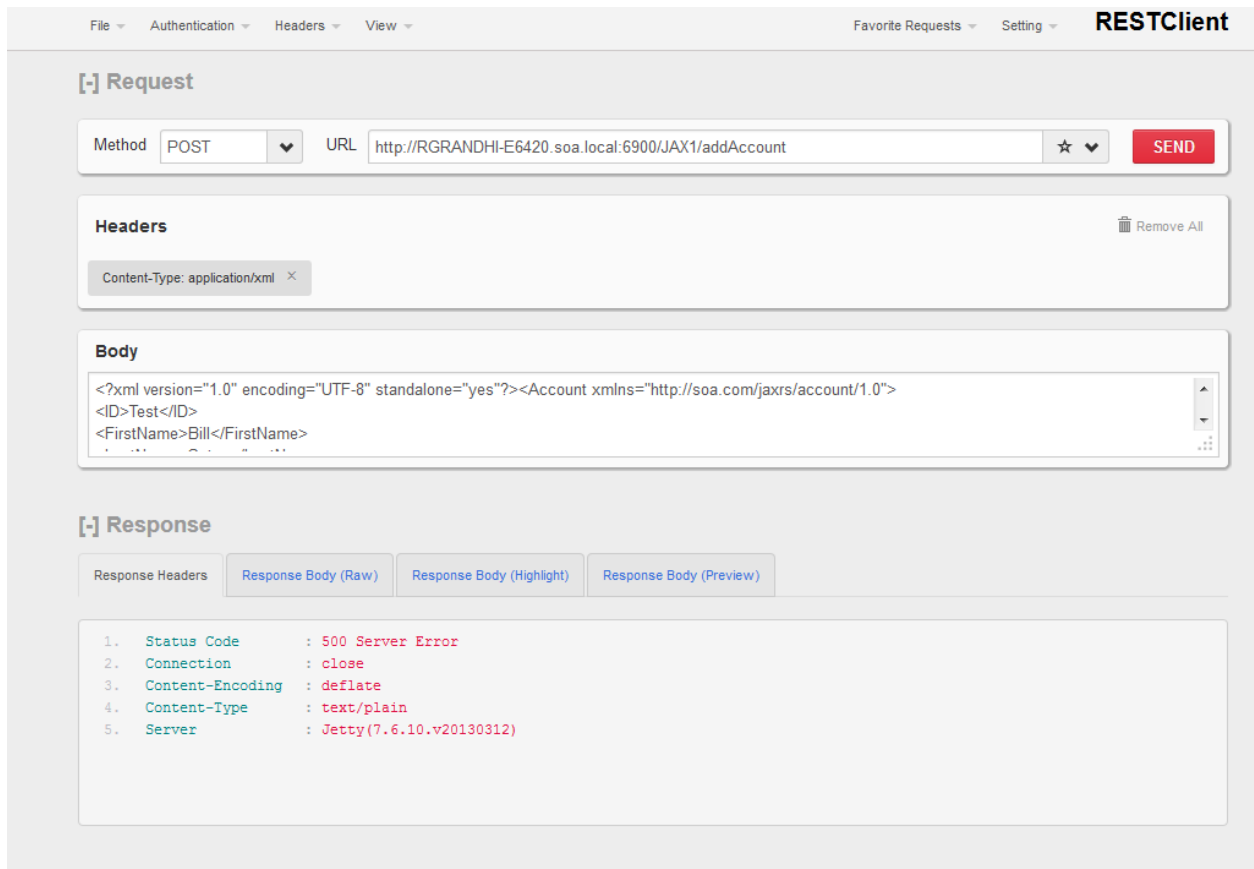 File Authentication Headers View Favorite Requests Setting RESTClient
[-] Request
Method POST URL http://RGRANDHI-E6420.soa.local:6900/JAX1/addAccount SEND
Headers Remove All
Content-Type: application/xml ×
Body
<?xml version="1.0" encoding="UTF-8" standalone="yes"?><Account xmlns="http://soa.com/jaxrs/account/1.0">
<ID>Test</ID>
<FirstName>Bill</FirstName>
[-] Response
Response Headers Response Body (Raw) Response Body (Highlight) Response Body (Preview)
1. Status Code : 500 Server Error
2. Connection : close
3. Content-Encoding : deflate
4. Content-Type : text/plain
5. Server : Jetty(7.6.10.v20130312)